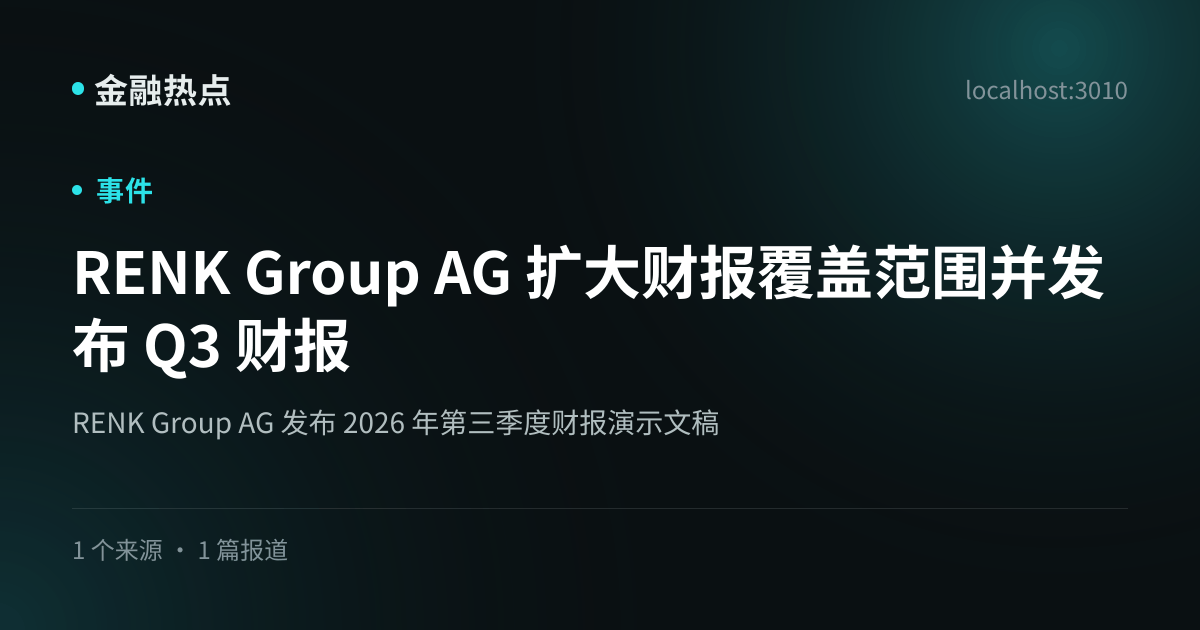 金融热点
localhost:3010
事件
RENK Group AG 扩大财报覆盖范围并发
布 Q3 财报
RENK Group AG 发布 2026 年第三季度财报演示文稿
1 个来源 · 1 篇报道